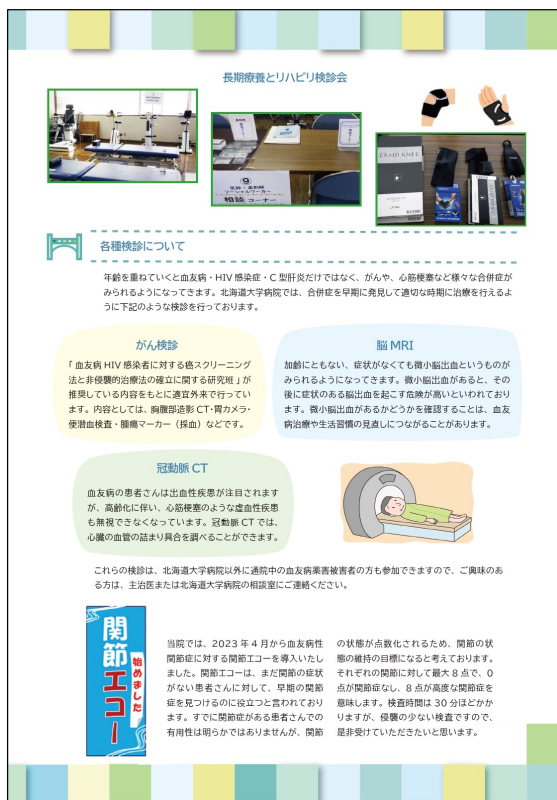 長期療養とリハビリ検診会
⑨
医師・薬剤師
ソーシャルワーカー
相談コーナー
EXAID KNEE
各種検診について
年齢を重ねていくと血友病・HIV 感染症・C 型肝炎だけではなく、がんや、心筋梗塞など様々な合併症が
みられるようになってきます。北海道大学病院では、合併症を早期に発見して適切な時期に治療を行えるよ
うに下記のような検診を行っております。
がん検診
「血友病 HIV 感染者に対する癌スクリーニング
法と非侵襲的治療法の確立に関する研究班」が
推奨している内容をもとに適宜外来で行ってい
ます。内容としては、胸腹部造影 CT・胃カメラ・
便潜血検査・腫瘍マーカー（採血）などです。
脳 MRI
加齢にともない、症状がなくても微小脳出血というものが
みられるようになってきます。微小脳出血があると、その
後に症状のある脳出血を起こす危険が高いといわれており
ます。微小脳出血があるかどうかを確認することは、血友
病治療や生活習慣の見直しにつながることがあります。
冠動脈 CT
血友病の患者さんは出血性疾患が注目されます
が、高齢化に伴い、心筋梗塞のような虚血性疾患
も無視できなくなっています。冠動脈 CT では、
心臓の血管の詰まり具合を調べることができます。
これらの検診は、北海道大学病院以外に通院中の血友病薬害被害者の方も参加できますので、ご興味のあ
る方は、主治医または北海道大学病院の相談室にご連絡ください。
関節エコー
始めました
当院では、2023 年 4 月から血友病性
関節症に対する関節エコーを導入いたし
ました。関節エコーは、まだ関節の症状
がない患者さんに対して、早期の関節
症を見つけるのに役立つと言われており
ます。すでに関節症がある患者さんでの
有用性は明らかではありませんが、関節
の状態が点数化されるため、関節の状
態の維持の目標になると考えております。
それぞれの関節に対して最大 8 点で、0
点が関節症なし、8 点が高度な関節症を
意味します。検査時間は 30 分ほどかか
りますが、侵襲の少ない検査ですので、
是非受けていただきたいと思います。